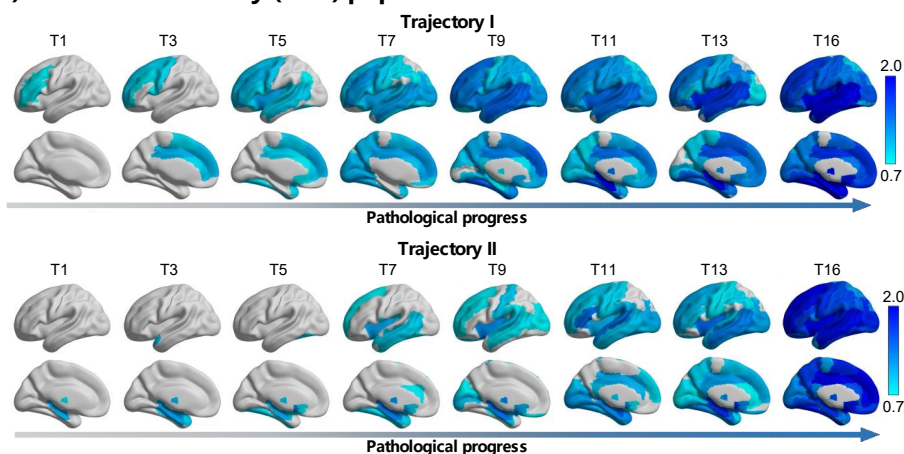 Trajectory I
T1 T3 T5 T7 T9 T11 T13 T16
2.0
0.7
Pathological progress
Trajectory II
T1 T3 T5 T7 T9 T11 T13 T16
2.0
0.7
Pathological progress